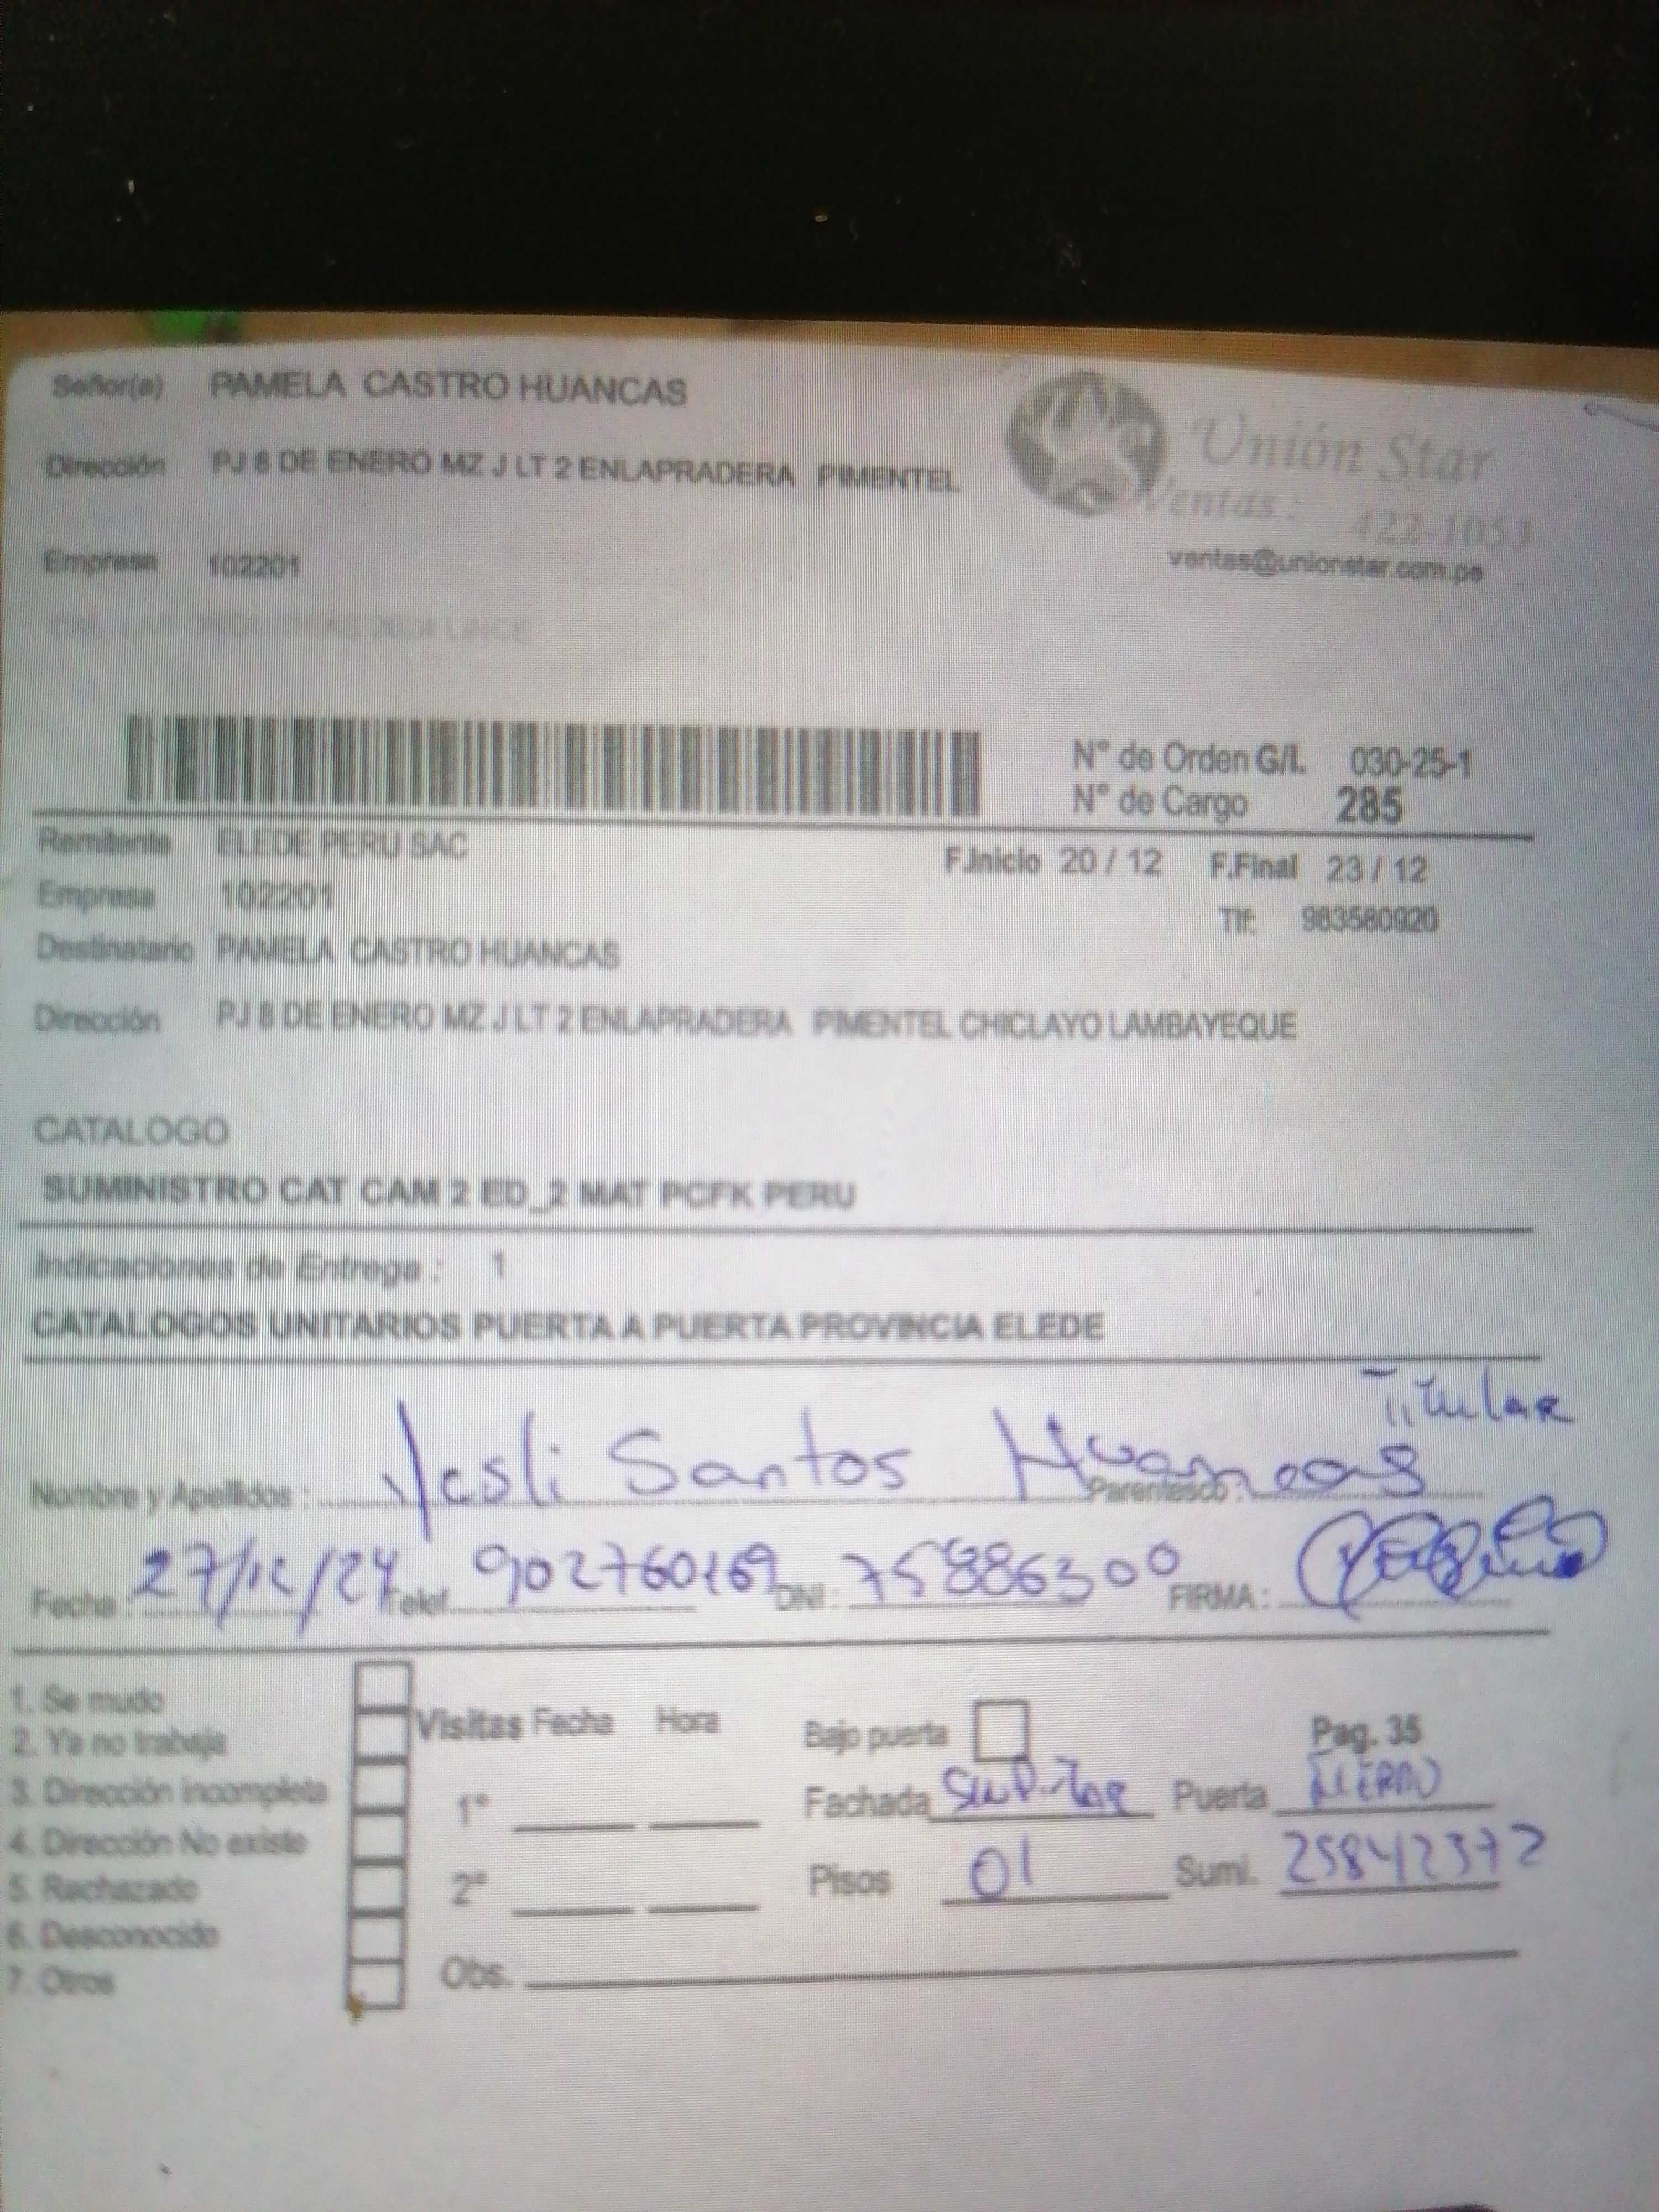 Señor(a) PAMELA CASTRO HUANCAS
Dirección PJ 8 DE ENERO MZ J LT 2 ENLAPRADERA PIMENTEL
Unión Star
Ventas : 422-1053
ventas@unionstar.com.pe
Empresa 102201
N° de Orden G/I. 030-25-1
N° de Cargo 285
Remitente ELEDE PERU SAC
F.Inicio 20 / 12 F.Final 23 / 12
Empresa 102201
Tlf: 983580920
Destinatario PAMELA CASTRO HUANCAS
Dirección PJ 8 DE ENERO MZ J LT 2 ENLAPRADERA PIMENTEL CHICLAYO LAMBAYEQUE
CATALOGO
SUMINISTRO CAT CAM 2 ED_2 MAT PCFK PERU
Indicaciones de Entrega : 1
CATALOGOS UNITARIOS PUERTA A PUERTA PROVINCIA ELEDE
Titular
Nombre y Apellidos : Yesli Santos Huancas Parentesco :
Fecha : 27/12/24 Telef. 902760169 DNI : 75886300 FIRMA :
1. Se mudo
2. Ya no trabaja
3. Dirección incompleta
4. Dirección No existe
5. Rechazado
6. Desconocido
7. Otros
Visitas Fecha Hora
1°
2°
Obs.
Bajo puerta Pag. 35
Fachada Puerta
Pisos 01 Sumi. 25842372